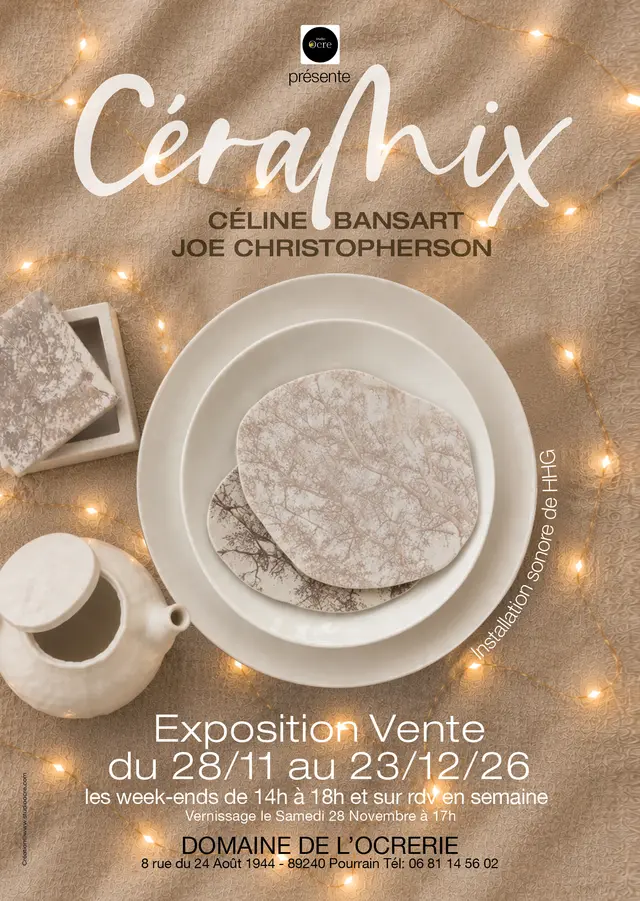 studio
Ocre
présente
CéraMix
CÉLINE BANSART
JOE CHRISTOPHERSON
Installation sonore de HHG
Exposition Vente
du 28/11 au 23/12/26
les week-ends de 14h à 18h et sur rdv en semaine
Vernissage le Samedi 28 Novembre à 17h
DOMAINE DE L'OCRERIE
8 rue du 24 Août 1944 - 89240 Pourrain Tél: 06 81 14 56 02